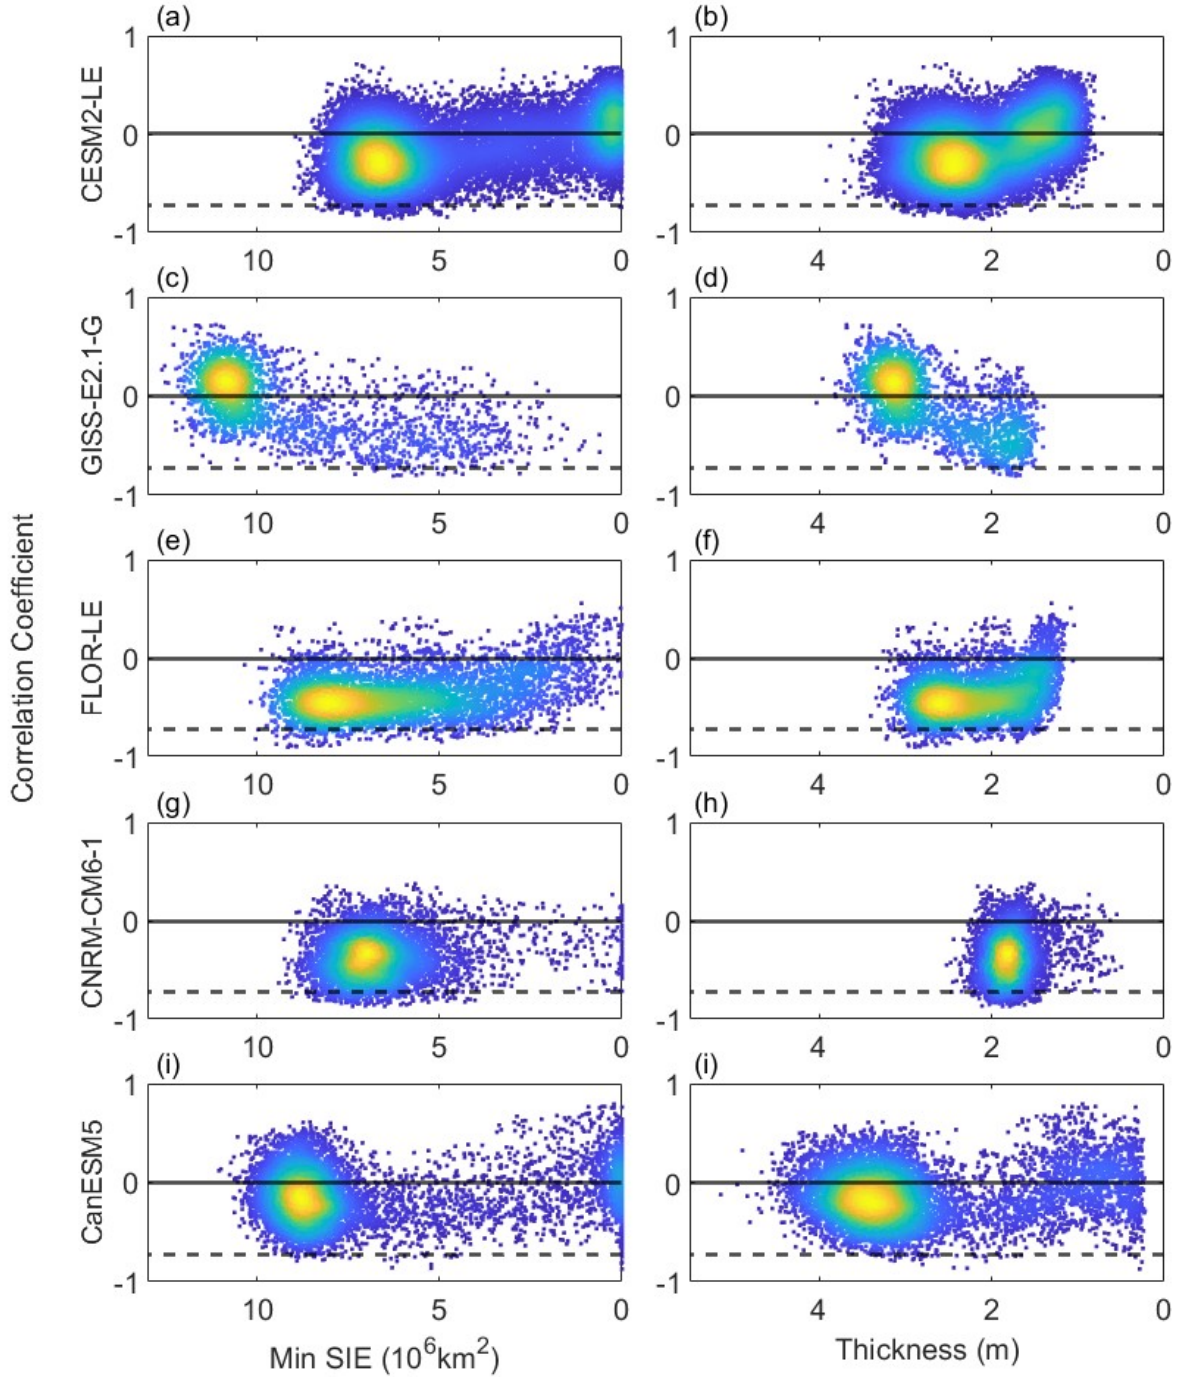 (a) (b)
CESM2-LE
1 0 -1
10 5 0
1 0 -1
4 2 0
(c) (d)
GISS-E2.1-G
1 0 -1
10 5 0
1 0 -1
4 2 0
(e) (f)
Correlation Coefficient
FLOR-LE
1 0 -1
10 5 0
1 0 -1
4 2 0
(g) (h)
CNRM-CM6-1
1 0 -1
10 5 0
1 0 -1
4 2 0
(i) (i)
CanESM5
1 0 -1
10 5 0
1 0 -1
4 2 0
Min SIE (10⁶km²)
Thickness (m)